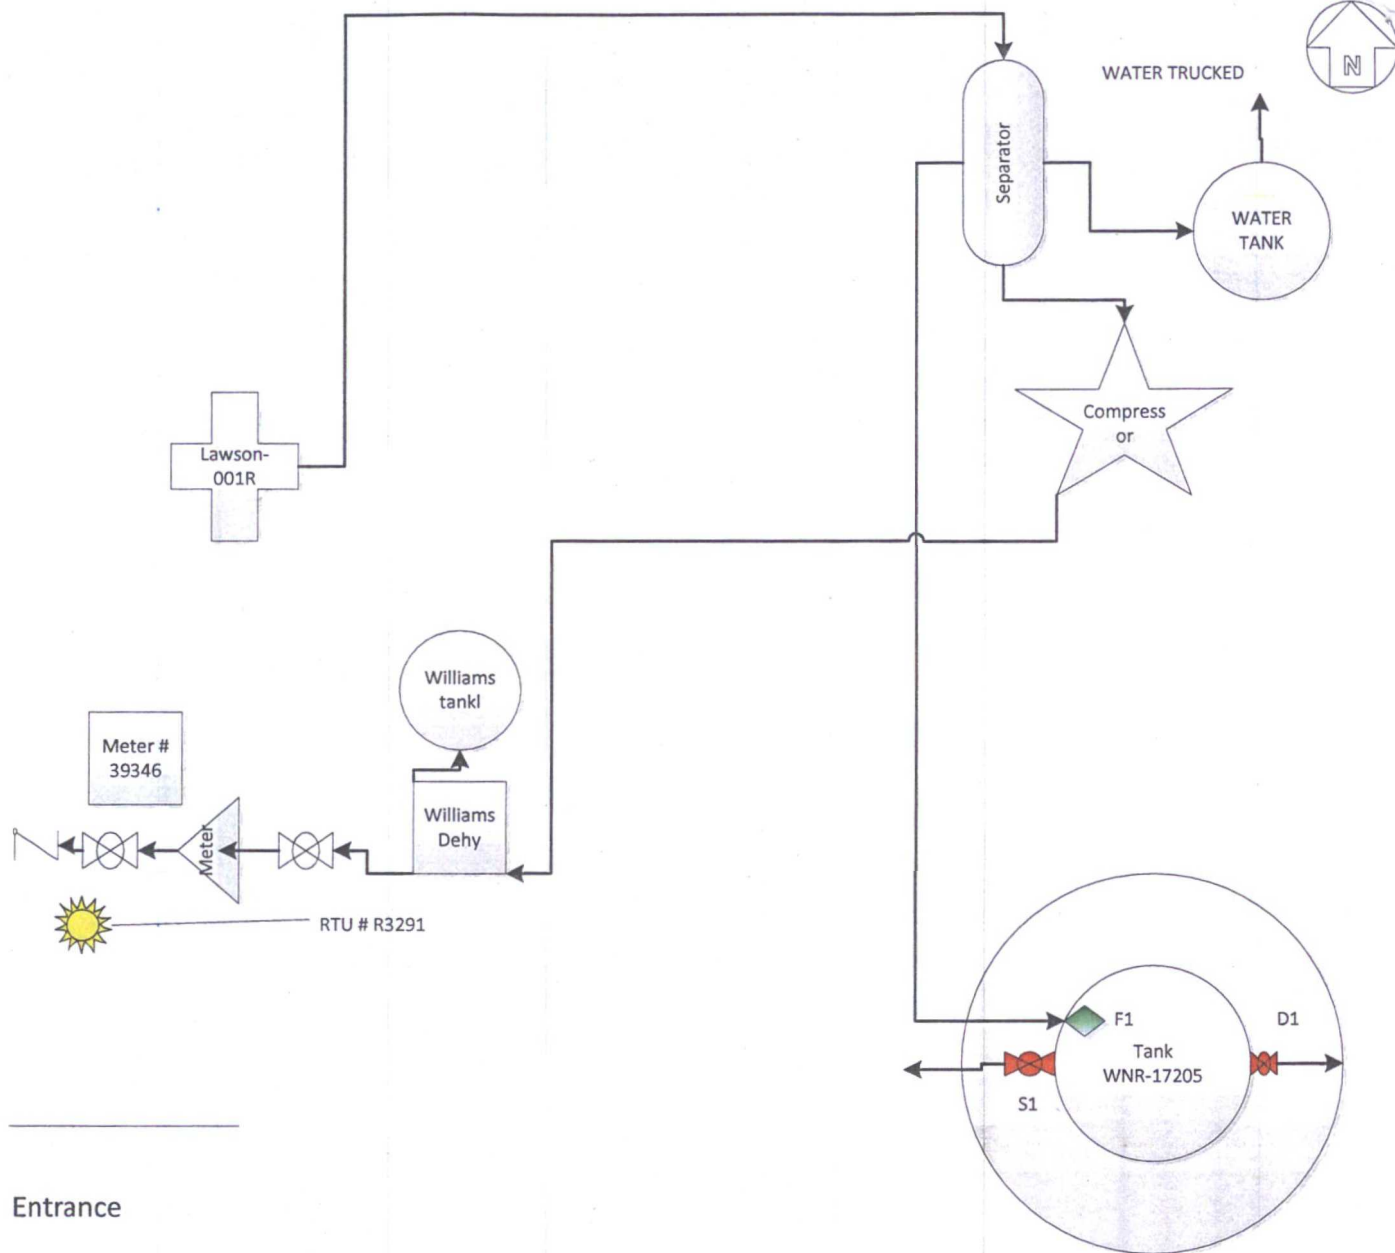 N
WATER TRUCKED
Separator
WATER
TANK
Compress
or
Lawson-
001R
Williams
tankl
Meter #
39346
Williams
Dehy
Meter
RTU # R3291
F1
D1
Tank
WNR-17205
S1
Entrance